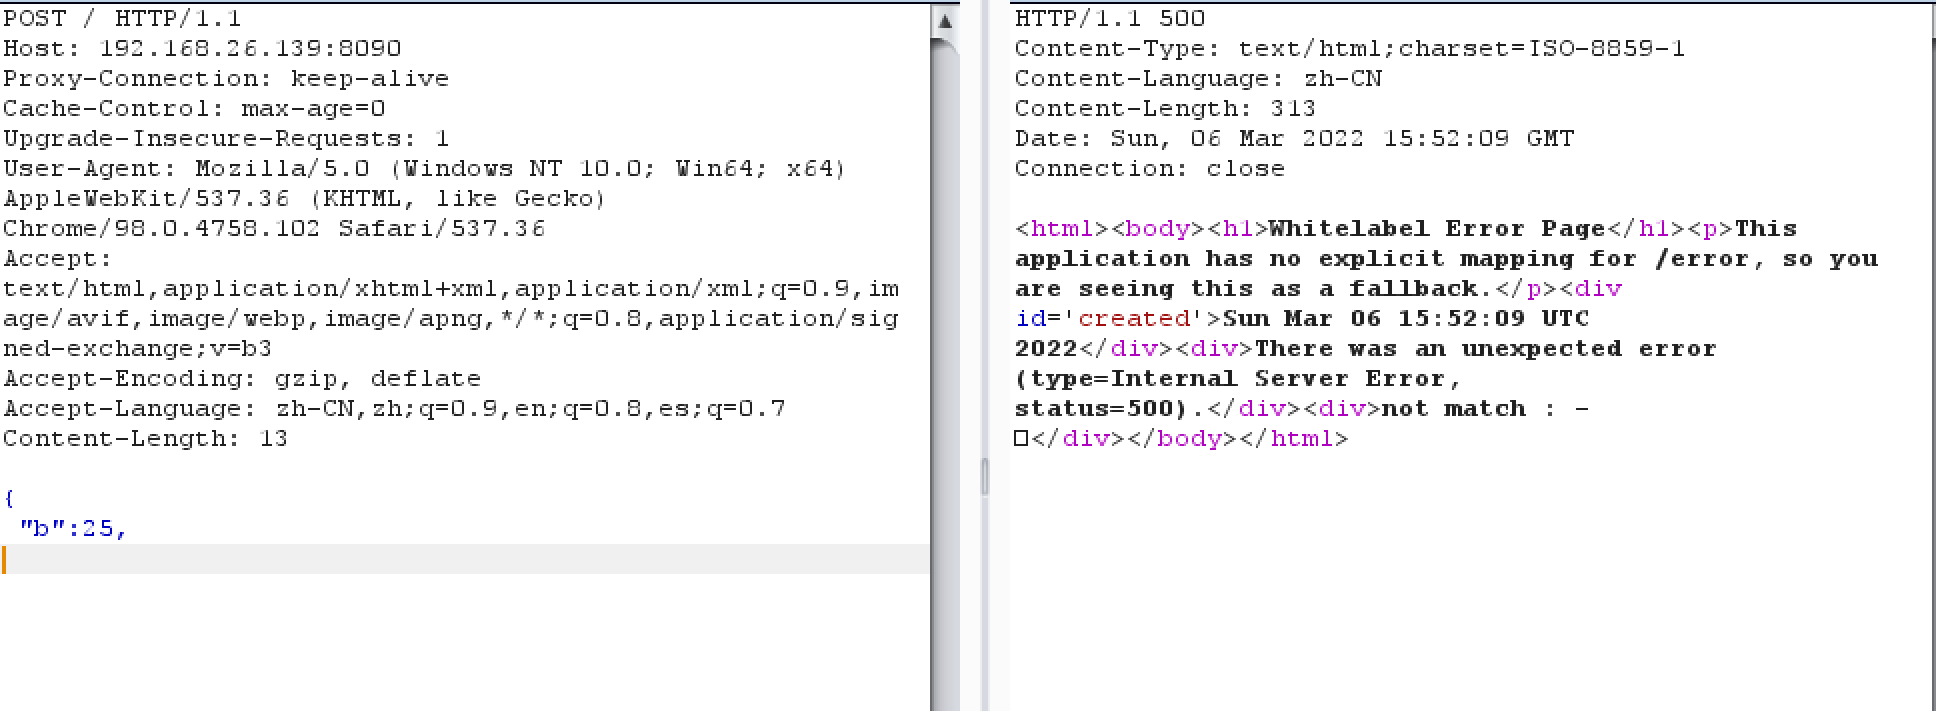 POST / HTTP/1.1
Host: 192.168.26.139:8090
Proxy-Connection: keep-alive
Cache-Control: max-age=0
Upgrade-Insecure-Requests: 1
User-Agent: Mozilla/5.0 (Windows NT 10.0; Win64; x64)
AppleWebKit/537.36 (KHTML, like Gecko)
Chrome/98.0.4758.102 Safari/537.36
Accept:
text/html,application/xhtml+xml,application/xml;q=0.9,im
age/avif,image/webp,image/apng,*/*;q=0.8,application/sig
ned-exchange;v=b3
Accept-Encoding: gzip, deflate
Accept-Language: zh-CN,zh;q=0.9,en;q=0.8,es;q=0.7
Content-Length: 13

{
 "b":25,

HTTP/1.1 500
Content-Type: text/html;charset=ISO-8859-1
Content-Language: zh-CN
Content-Length: 313
Date: Sun, 06 Mar 2022 15:52:09 GMT
Connection: close

<html><body><h1>Whitelabel Error Page</h1><p>This
application has no explicit mapping for /error, so you
are seeing this as a fallback.</p><div
id='created'>Sun Mar 06 15:52:09 UTC
2022</div><div>There was an unexpected error
(type=Internal Server Error,
status=500).</div><div>not match : -
□</div></body></html>